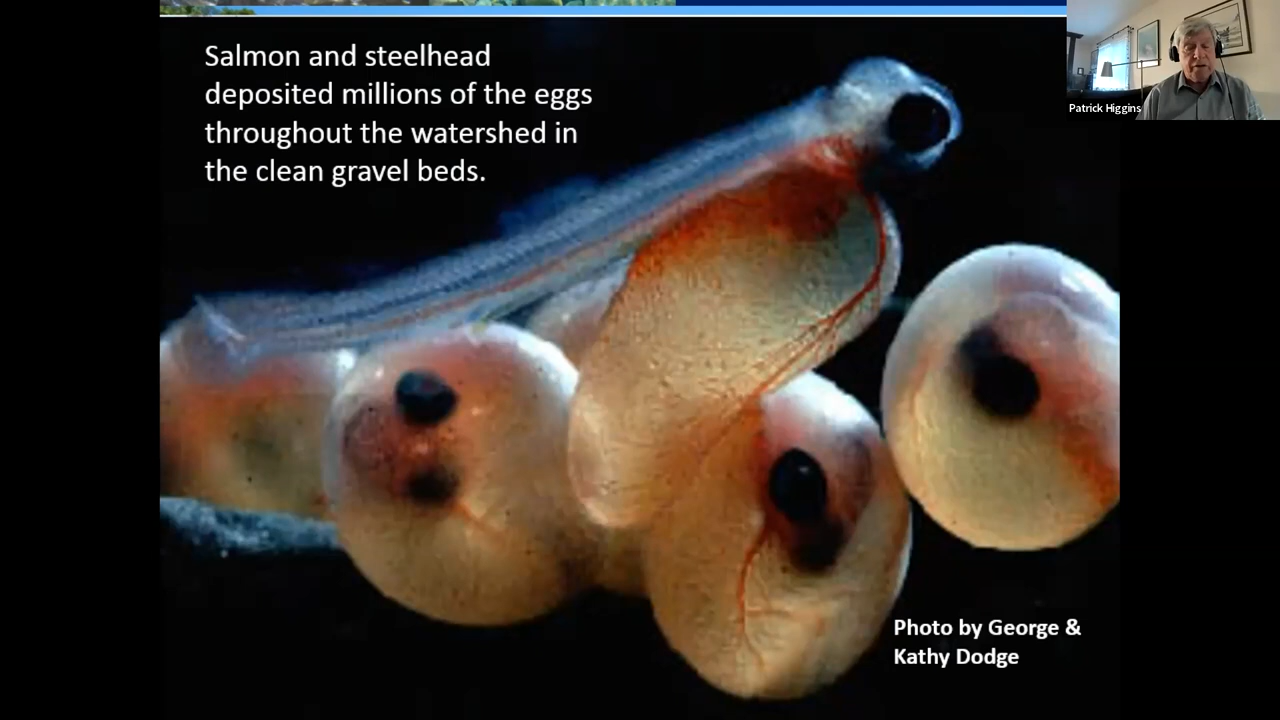 Salmon and steelhead
deposited millions of the eggs
throughout the watershed in
the clean gravel beds.
Patrick Higgins
Photo by George &
Kathy Dodge